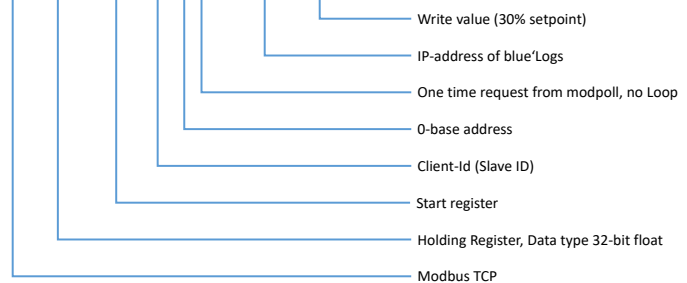 Write value (30% setpoint)
IP-address of blue‘Logs
One time request from modpoll, no Loop
0-base address
Client-Id (Slave ID)
Start register
Holding Register, Data type 32-bit float
Modbus TCP